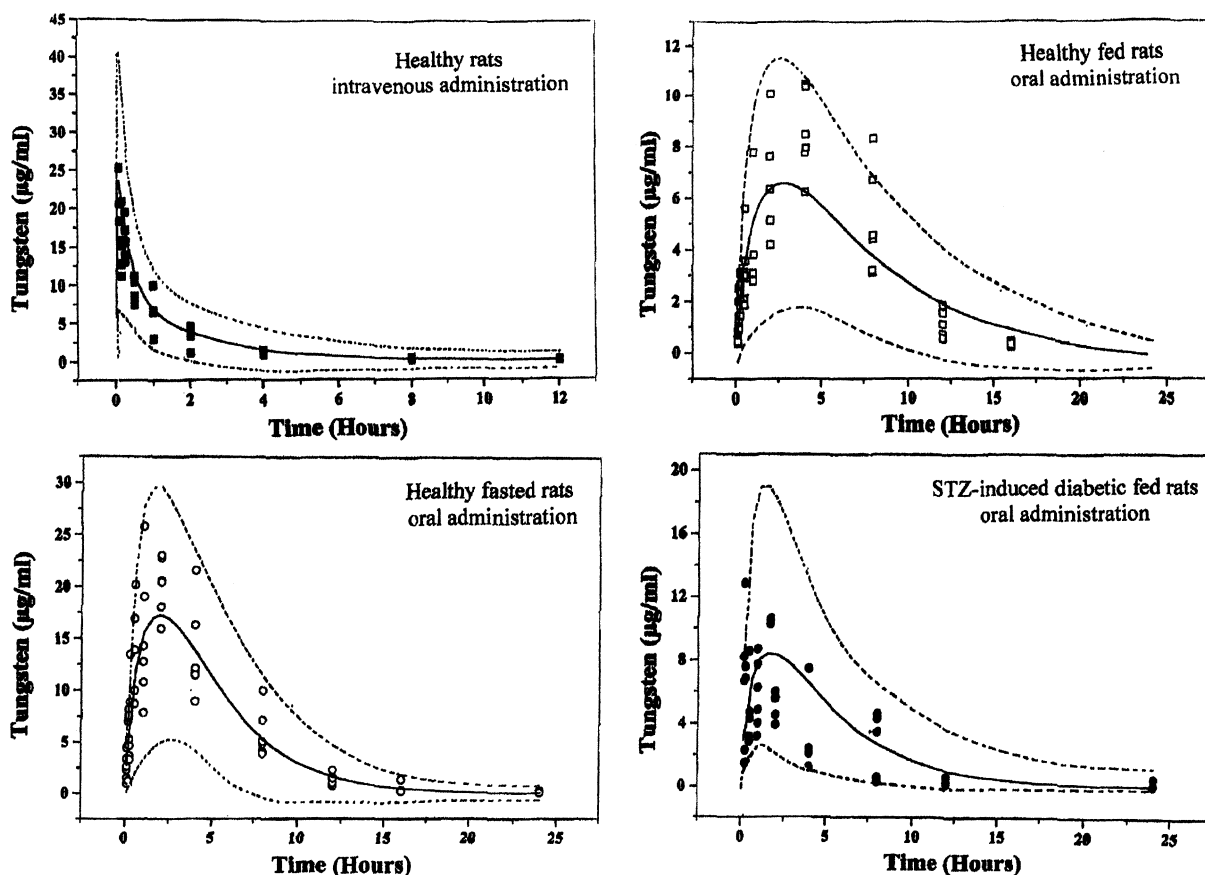 Healthy rats
intravenous administration
Tungsten (µg/ml)
45
40
35
30
25
20
15
10
5
0
0 2 4 6 8 10 12
Time (Hours)
Healthy fed rats
oral administration
Tungsten (µg/ml)
12
10
8
6
4
2
0
0 5 10 15 20 25
Time (Hours)
Healthy fasted rats
oral administration
Tungsten (µg/ml)
30
25
20
15
10
5
0
0 5 10 15 20 25
Time (Hours)
STZ-induced diabetic fed rats
oral administration
Tungsten (µg/ml)
20
16
12
8
4
0
0 5 10 15 20 25
Time (Hours)